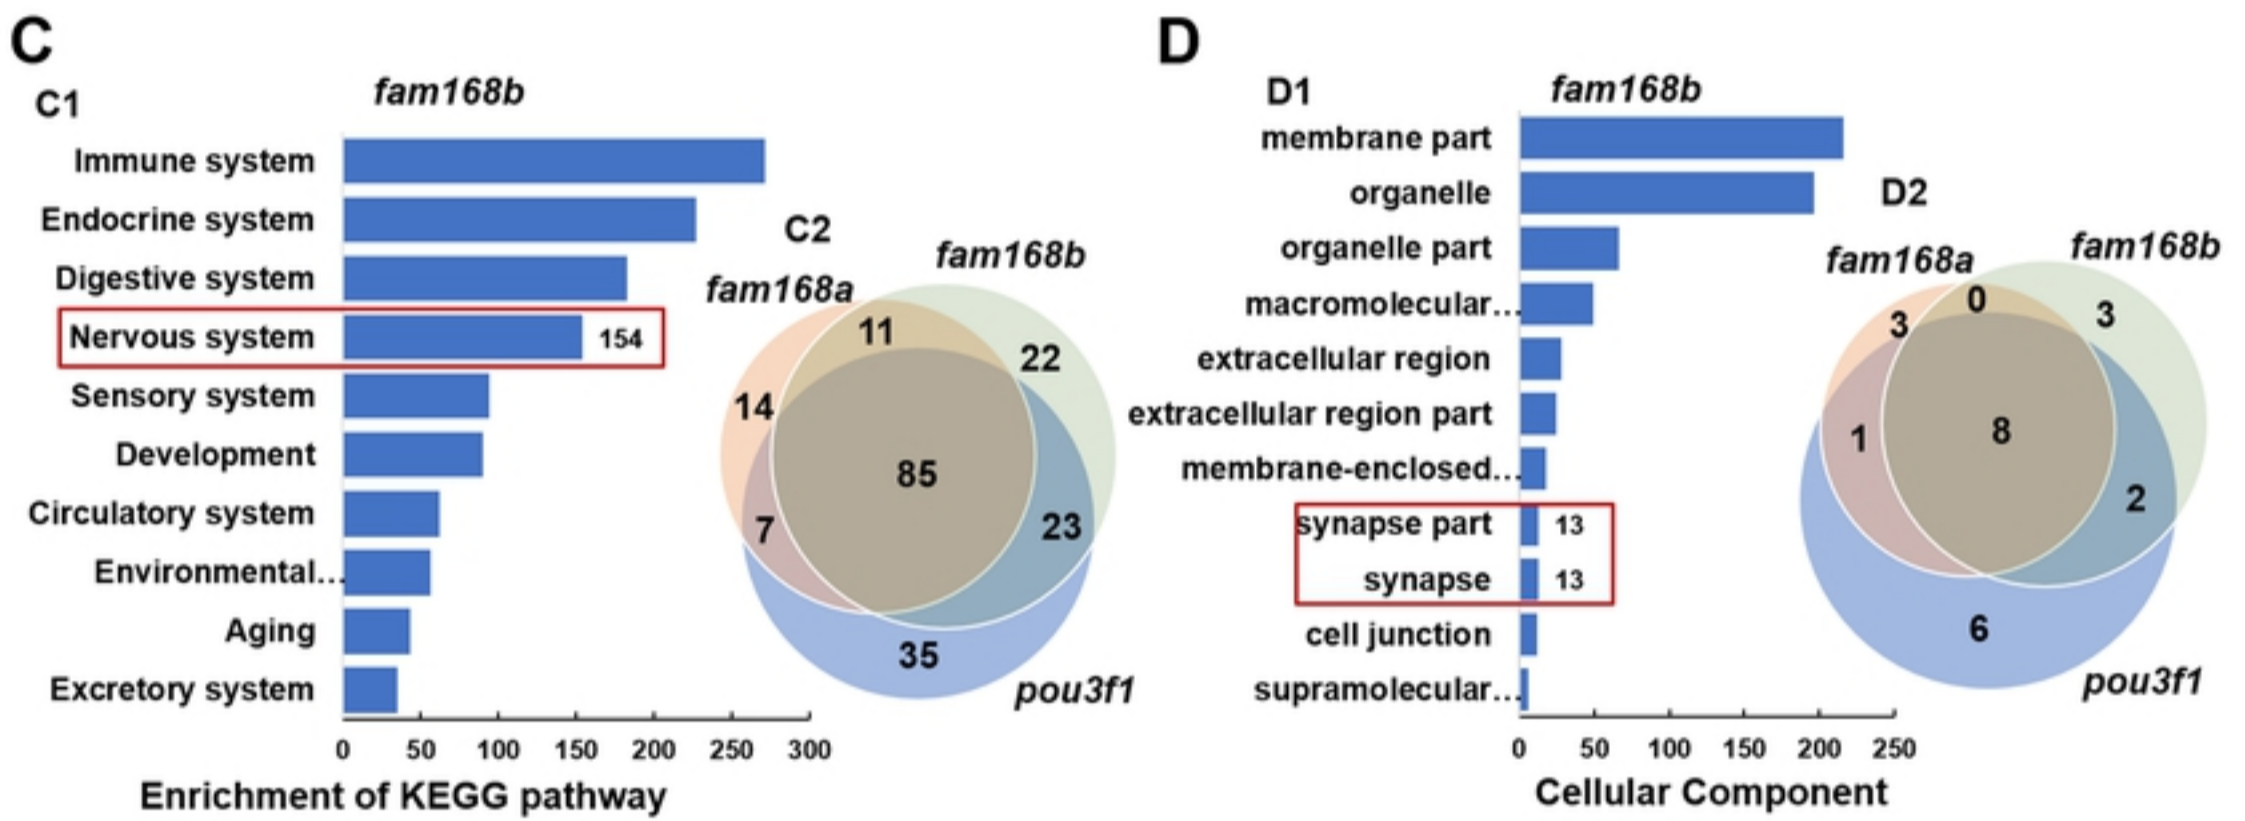 C
C1
fam168b
Immune system
Endocrine system
Digestive system
Nervous system 154
Sensory system
Development
Circulatory system
Environmental...
Aging
Excretory system
0 50 100 150 200 250 300
Enrichment of KEGG pathway
C2
fam168b
fam168a
11
22
14
85
7
23
35
pou3f1
D
D1
fam168b
membrane part
organelle
organelle part
macromolecular...
extracellular region
extracellular region part
membrane-enclosed...
synapse part 13
synapse 13
cell junction
supramolecular...
0 50 100 150 200 250
Cellular Component
D2
fam168b
fam168a
0
3
3
1
8
2
6
pou3f1